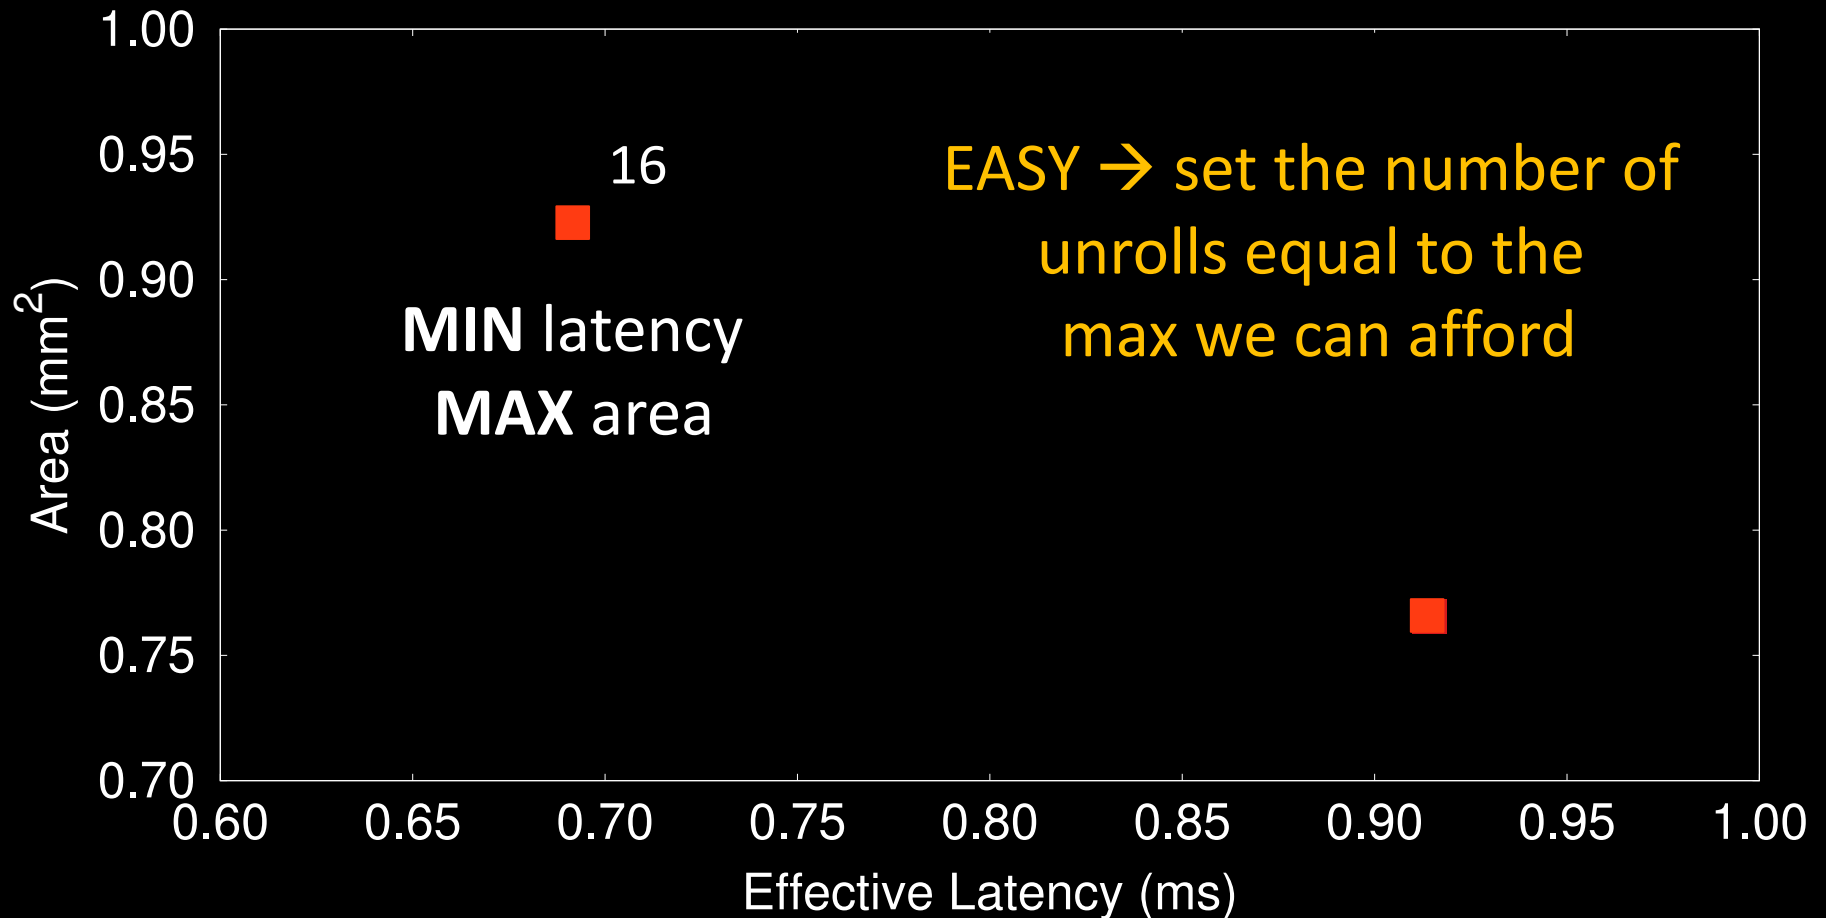 1.00
0.95
0.90
0.85
0.80
0.75
0.70
Area (mm²)
16
MIN latency
MAX area
EASY → set the number of
unrolls equal to the
max we can afford
0.60 0.65 0.70 0.75 0.80 0.85 0.90 0.95 1.00
Effective Latency (ms)